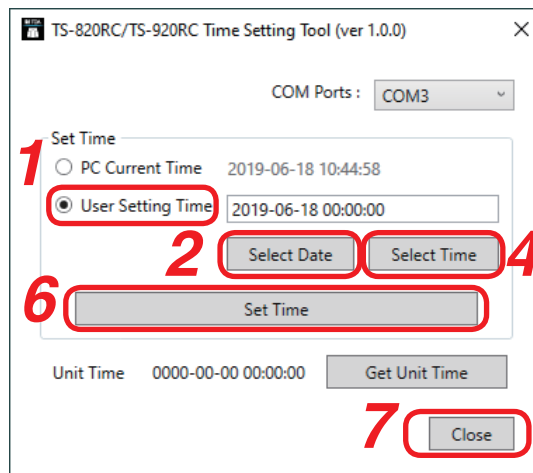 TS-820RC/TS-920RC Time Setting Tool (ver 1.0.0)
COM Ports : COM3
Set Time
1 PC Current Time 2019-06-18 10:44:58
User Setting Time 2019-06-18 00:00:00
2 Select Date Select Time 4
6 Set Time
Unit Time 0000-00-00 00:00:00 Get Unit Time
7 Close